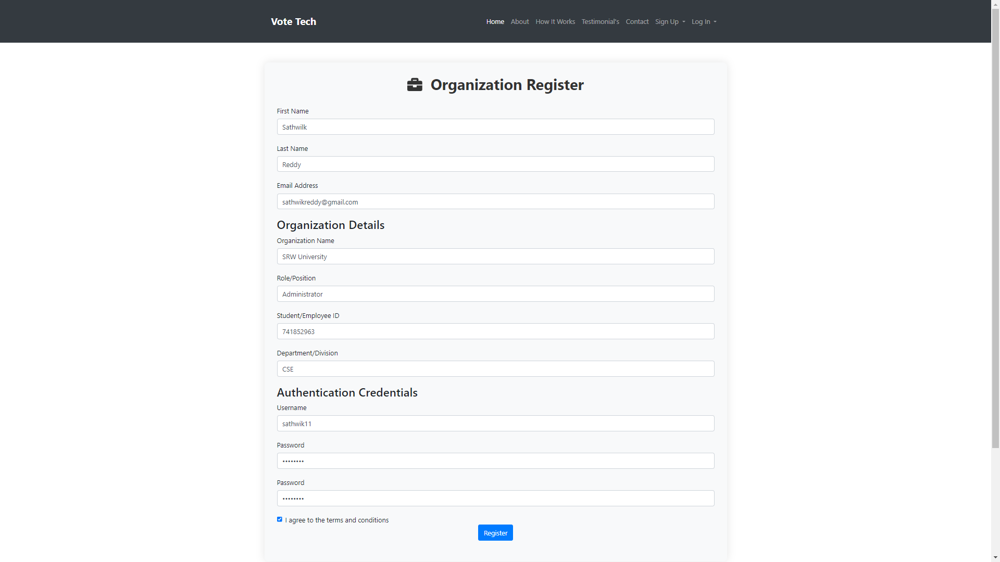 Vote Tech Home About How It Works Testimonial's Contact Sign Up Log In
Organization Register
First Name
Sathwilk
Last Name
Reddy
Email Address
sathwikreddy@gmail.com
Organization Details
Organization Name
SRW University
Role/Position
Administrator
Student/Employee ID
741852963
Department/Division
CSE
Authentication Credentials
Username
sathwik11
Password
••••••••
Password
••••••••
I agree to the terms and conditions
Register